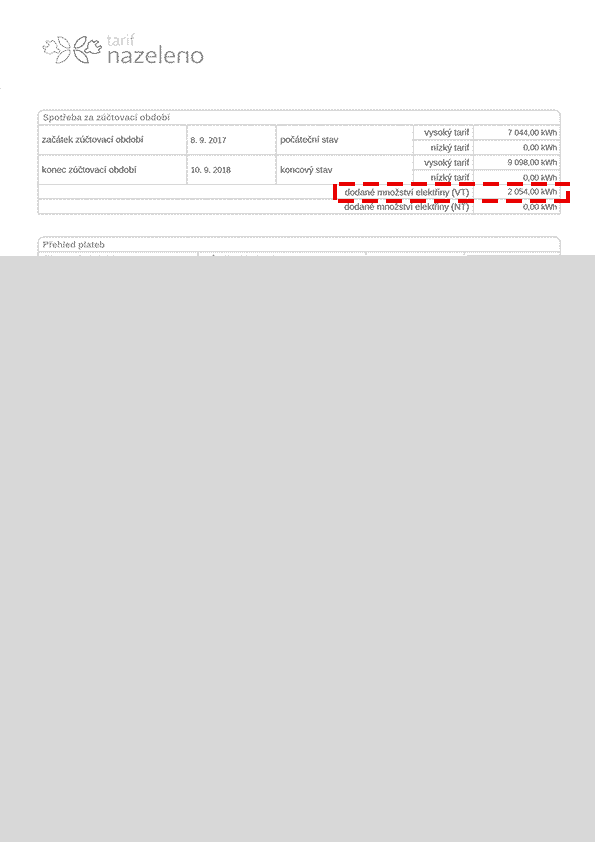 tarif
nazeleno
Spotřeba za zúčtovací období
začátek zúčtovací období 8. 9. 2017 počáteční stav vysoký tarif 7 044,00 kWh
nízký tarif 0,00 kWh
konec zúčtovací období 10. 9. 2018 koncový stav vysoký tarif 9 098,00 kWh
nízký tarif 0,00 kWh
dodané množství elektřiny (VT) 2 054,00 kWh
dodané množství elektřiny (NT) 0,00 kWh
Přehled plateb